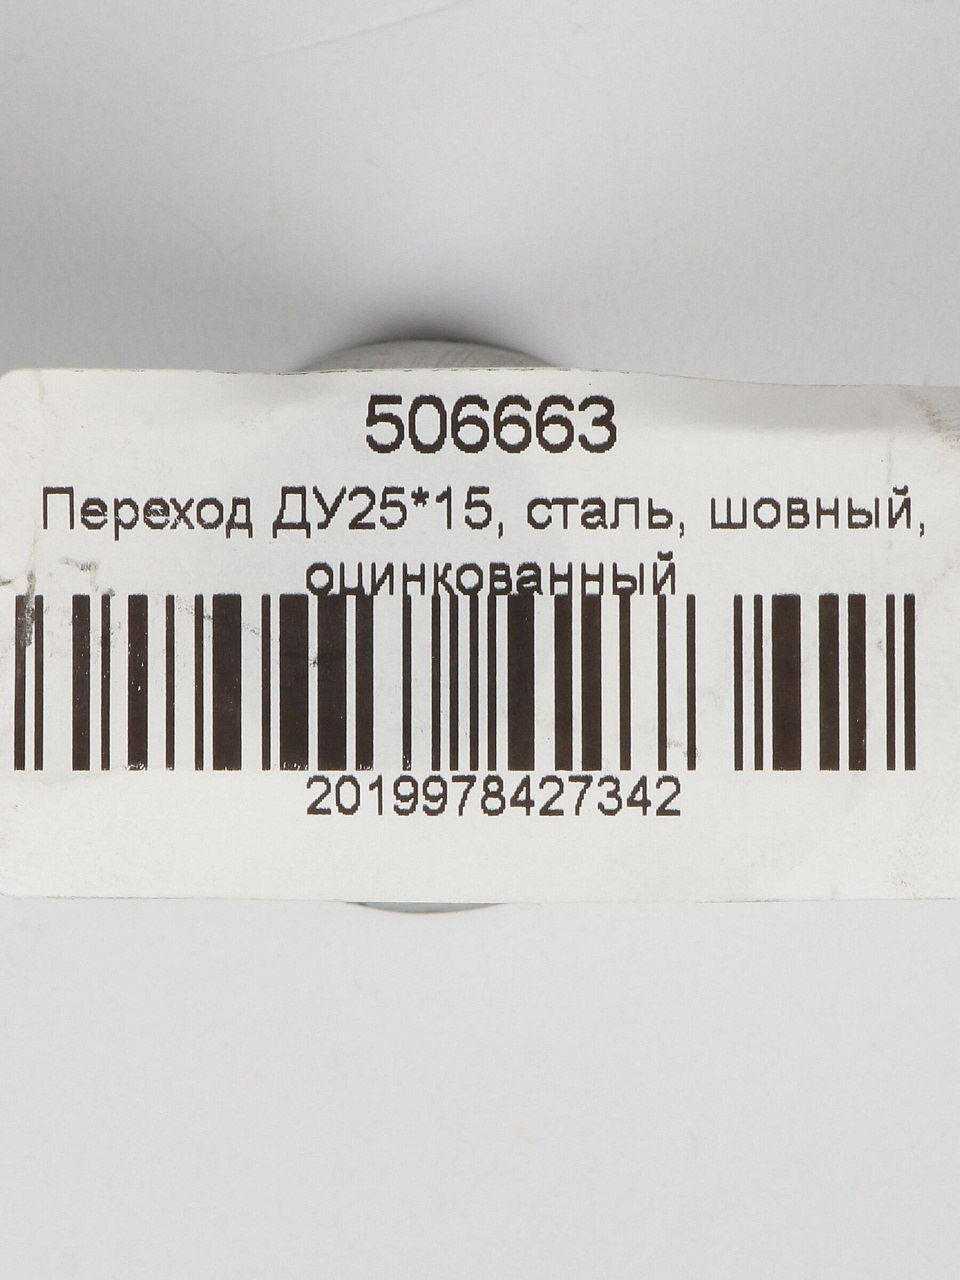 506663
Переход ДУ25*15, сталь, шовный,
оцинкованный
2019978427342